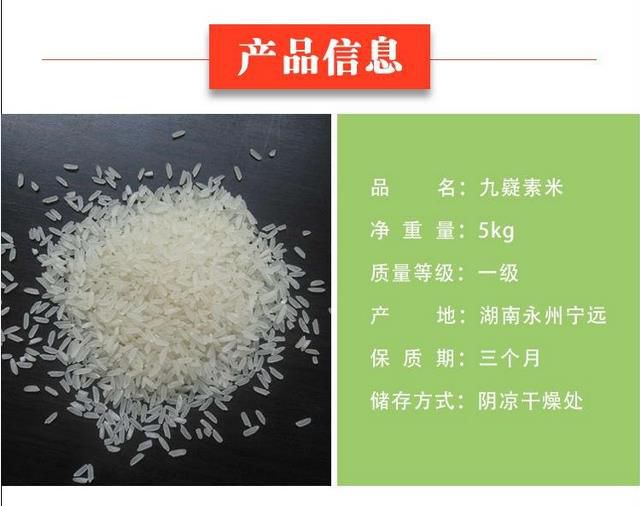 产品信息
品 名：九嶷素米
净 重 量：5kg
质量等级：一级
产 地：湖南永州宁远
保 质 期：三个月
储存方式：阴凉干燥处